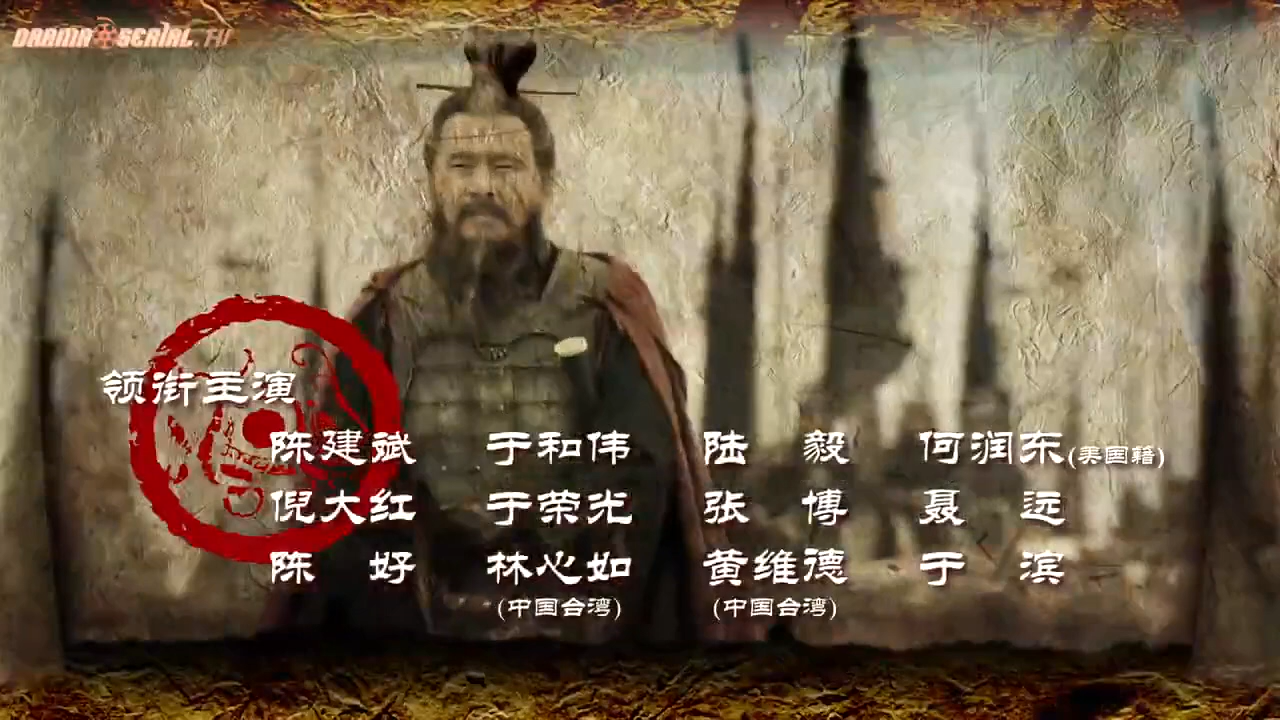 DRAMA SERIAL.TV
领衔主演
陈建斌 于和伟 陆 毅 何润东(美国籍)
倪大红 于荣光 张 博 聂 远
陈 好 林心如 黄维德 于 滨
(中国台湾) (中国台湾)